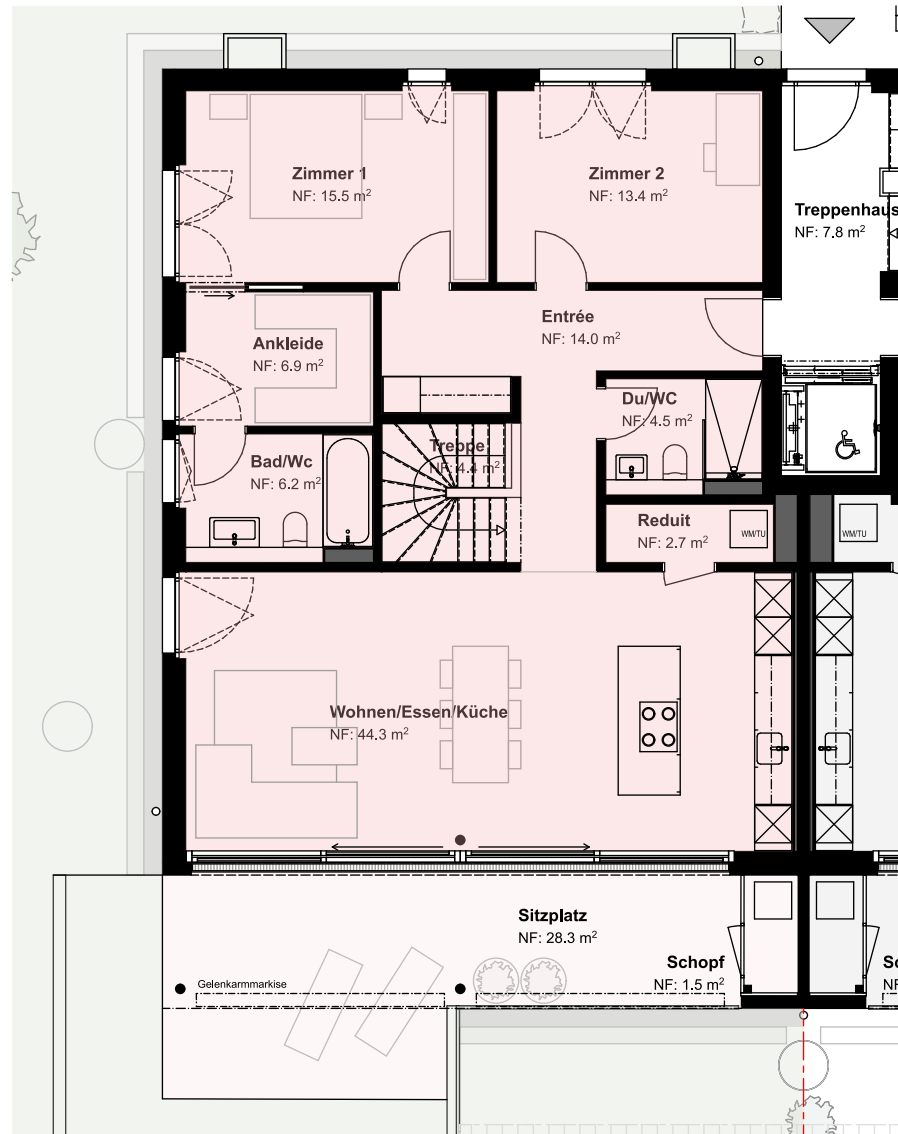 Zimmer 1
NF: 15.5 m²
Zimmer 2
NF: 13.4 m²
Treppenhaus
NF: 7.8 m²
Entrée
NF: 14.0 m²
Ankleide
NF: 6.9 m²
Du/WC
NF: 4.5 m²
Treppe
NF: 4.4 m²
Bad/Wc
NF: 6.2 m²
Reduit
NF: 2.7 m²
WM/TU
WM/TU
Wohnen/Essen/Küche
NF: 44.3 m²
Sitzplatz
NF: 28.3 m²
Schopf
NF: 1.5 m²
Gelenkarmmarkise